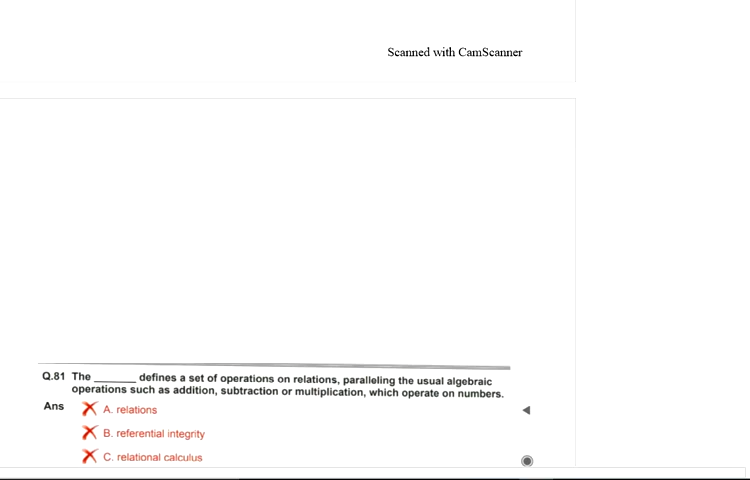 Scanned with CamScanner
Q.81 The _______ defines a set of operations on relations, paralleling the usual algebraic
operations such as addition, subtraction or multiplication, which operate on numbers.
Ans A. relations
B. referential integrity
C. relational calculus